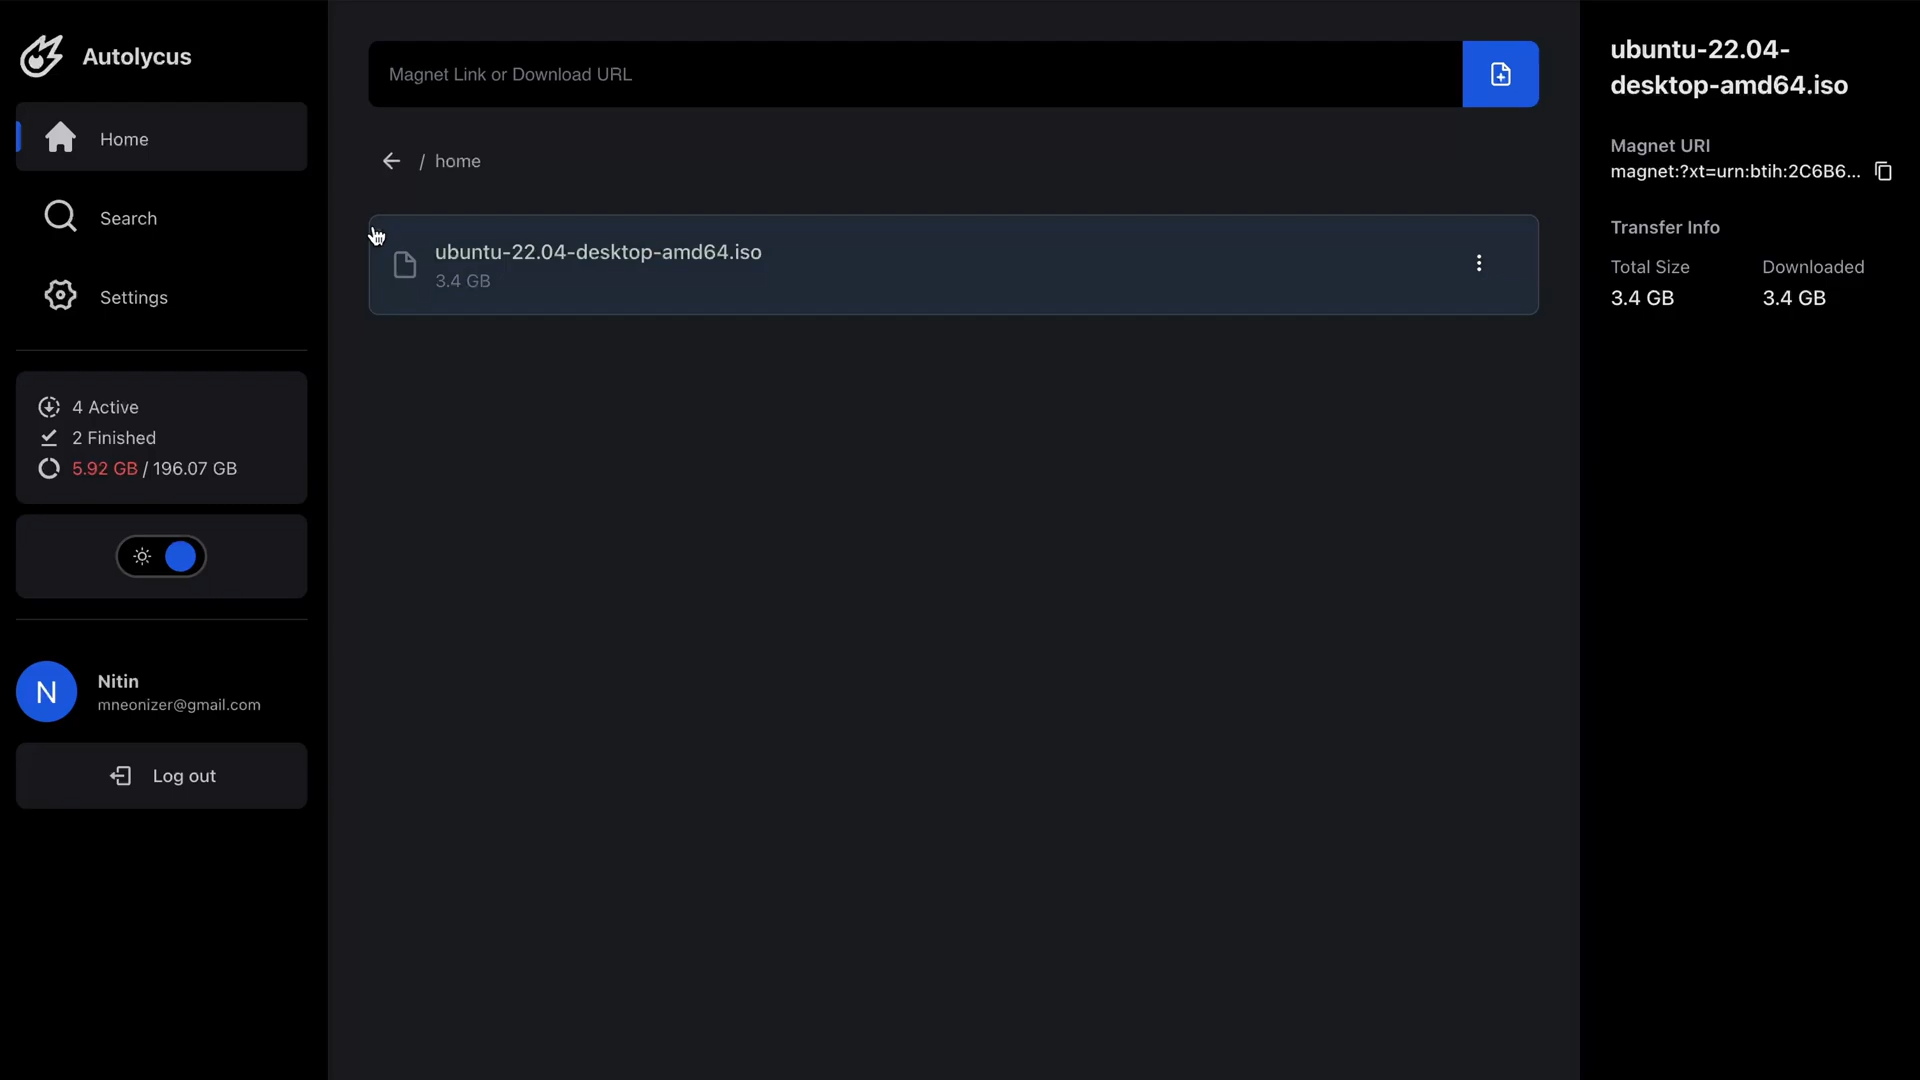 Autolycus
Home
Search
Settings
4 Active
2 Finished
5.92 GB / 196.07 GB
N
Nitin
mneonizer@gmail.com
Log out
Magnet Link or Download URL
/ home
ubuntu-22.04-desktop-amd64.iso
3.4 GB
ubuntu-22.04-
desktop-amd64.iso
Magnet URI
magnet:?xt=urn:btih:2C6B6...
Transfer Info
Total Size Downloaded
3.4 GB 3.4 GB